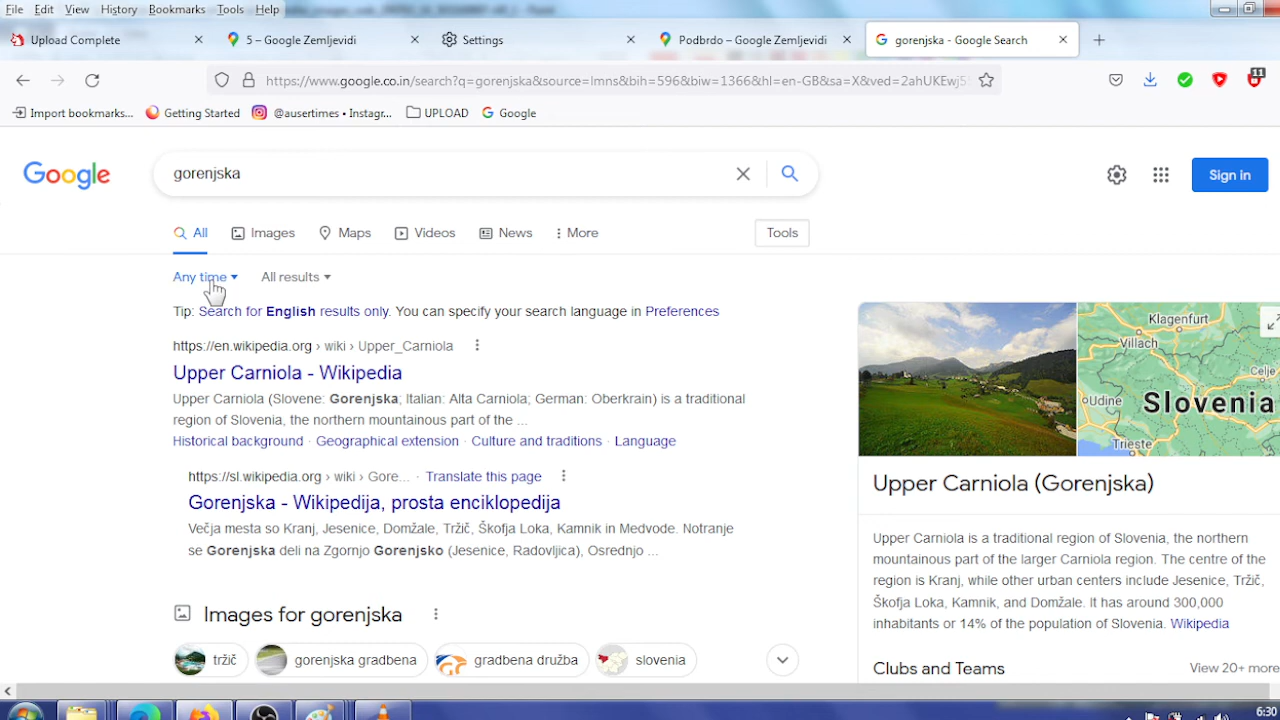 File Edit View History Bookmarks Tools Help
Upload Complete
5 – Google Zemljevidi
Settings
Podbrdo – Google Zemljevidi
gorenjska - Google Search
https://www.google.co.in/search?q=gorenjska&source=lmns&bih=596&biw=1366&hl=en-GB&sa=X&ved=2ahUKEwj5
11
Import bookmarks...
Getting Started
@ausertimes • Instagr...
UPLOAD
Google
Google
gorenjska
Sign in
All
Images
Maps
Videos
News
More
Tools
Any time
All results
Tip: Search for English results only. You can specify your search language in Preferences
https://en.wikipedia.org › wiki › Upper_Carniola
Upper Carniola - Wikipedia
Upper Carniola (Slovene: Gorenjska; Italian: Alta Carniola; German: Oberkrain) is a traditional
region of Slovenia, the northern mountainous part of the ...
Historical background · Geographical extension · Culture and traditions · Language
https://sl.wikipedia.org › wiki › Gore... · Translate this page
Gorenjska - Wikipedija, prosta enciklopedija
Večja mesta so Kranj, Jesenice, Domžale, Tržič, Škofja Loka, Kamnik in Medvode. Notranje
se Gorenjska deli na Zgornjo Gorenjsko (Jesenice, Radovljica), Osrednjo ...
Images for gorenjska
tržič
gorenjska gradbena
gradbena družba
slovenia
Klagenfurt
Villach
Celje
Udine
Slovenia
Trieste
Upper Carniola (Gorenjska)
Upper Carniola is a traditional region of Slovenia, the northern
mountainous part of the larger Carniola region. The centre of the
region is Kranj, while other urban centers include Jesenice, Tržič,
Škofja Loka, Kamnik, and Domžale. It has around 300,000
inhabitants or 14% of the population of Slovenia. Wikipedia
Clubs and Teams
View 20+ more
6:30